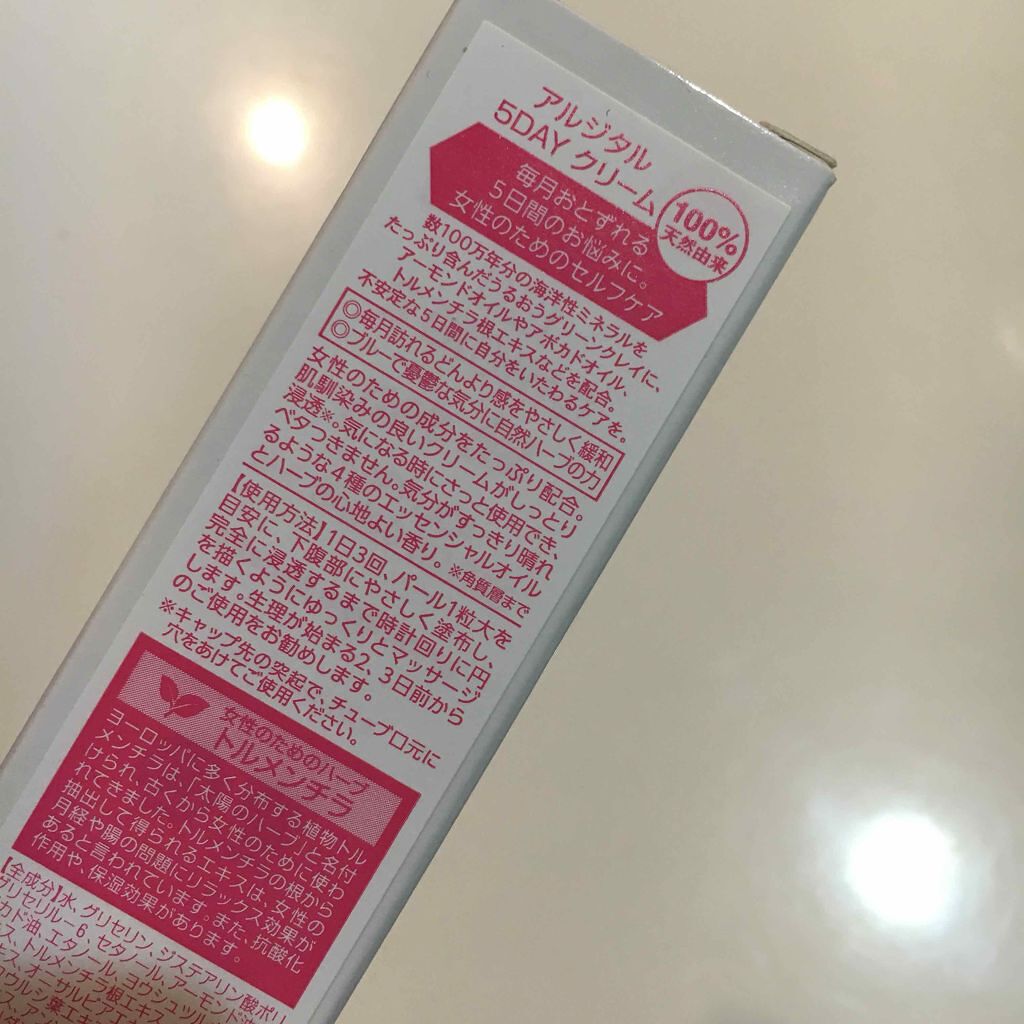 アルジタル
5DAY クリーム
100%
天然由来
毎月おとずれる
5日間のお悩みに。
女性のためのセルフケア
数100万年分の海洋性ミネラルを
たっぷり含んだうるおうグリーンクレイに、
アーモンドオイルやアボカドオイル、
トルメンチラ根エキスなどを配合。
不安定な5日間に自分をいたわるケアを。
◎毎月訪れるどんより感をやさしく緩和
◎ブルーで憂鬱な気分に自然ハーブの力
女性のための成分をたっぷり配合。
肌馴染みの良いクリームがしっとり
浸透※。気になる時にさっと使用でき、
ベタつきません。気分がすっきり晴れ
るような4種のエッセンシャルオイル
とハーブの心地よい香り。※角質層まで
【使用方法】1日3回、パール1粒大を
目安に、下腹部にやさしく塗布し、
完全に浸透するまで時計回りに円
を描くようにゆっくりとマッサージ
します。生理が始まる2、3日前から
のご使用をお勧めします。
※キャップ先の突起で、チューブ口元に
穴をあけてご使用ください。
女性のためのハーブ
トルメンチラ
ヨーロッパに多く分布する植物トル
メンチラは、「太陽のハーブ」と名付
けられ、古くから女性のために使わ
れてきました。トルメンチラの根から
抽出して得られるエキスは、女性の
月経や腸の問題にリラックス効果が
あると言われています。また、抗酸化
作用や、保湿効果があります。
【全成分】水、グリセリン、ジステアリン酸ポリ
グリセリル-6、セタノール、アーモンド油
カド油、エタノール、ヨウシュツル
ス、トルメンチラ根エキス
ウルシ葉エキ
オニサルビアエキ